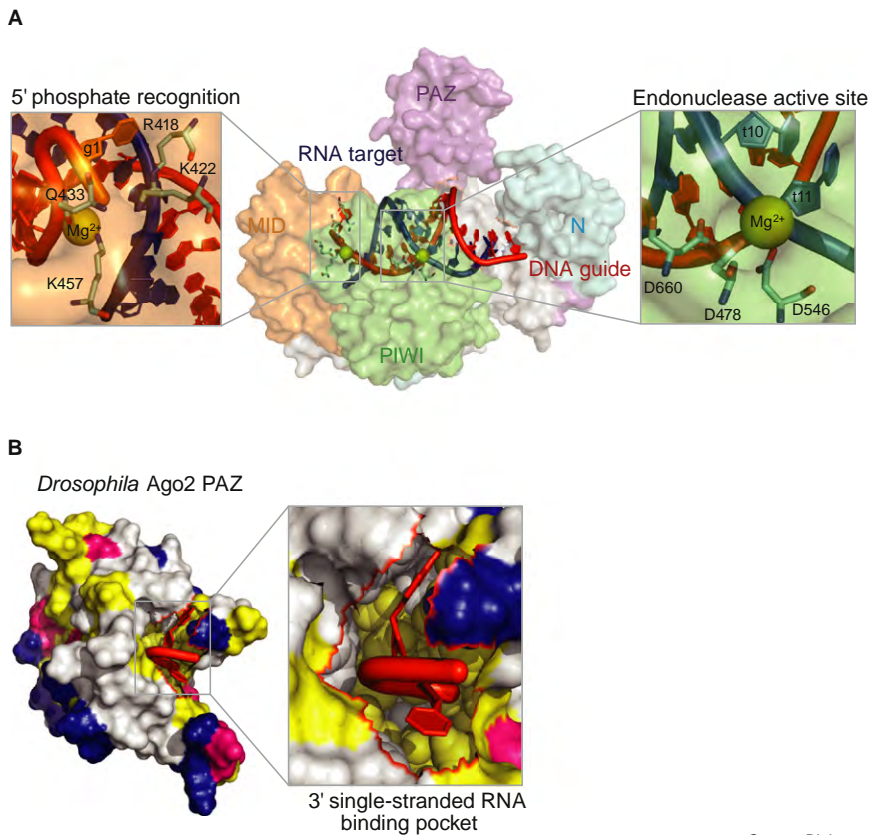 A
5' phosphate recognition
g1
R418
K422
Q433
Mg²⁺
K457
PAZ
RNA target
MID
N
DNA guide
PIWI
Endonuclease active site
t10
t11
Mg²⁺
D660
D478
D546
B
Drosophila Ago2 PAZ
3' single-stranded RNA
binding pocket